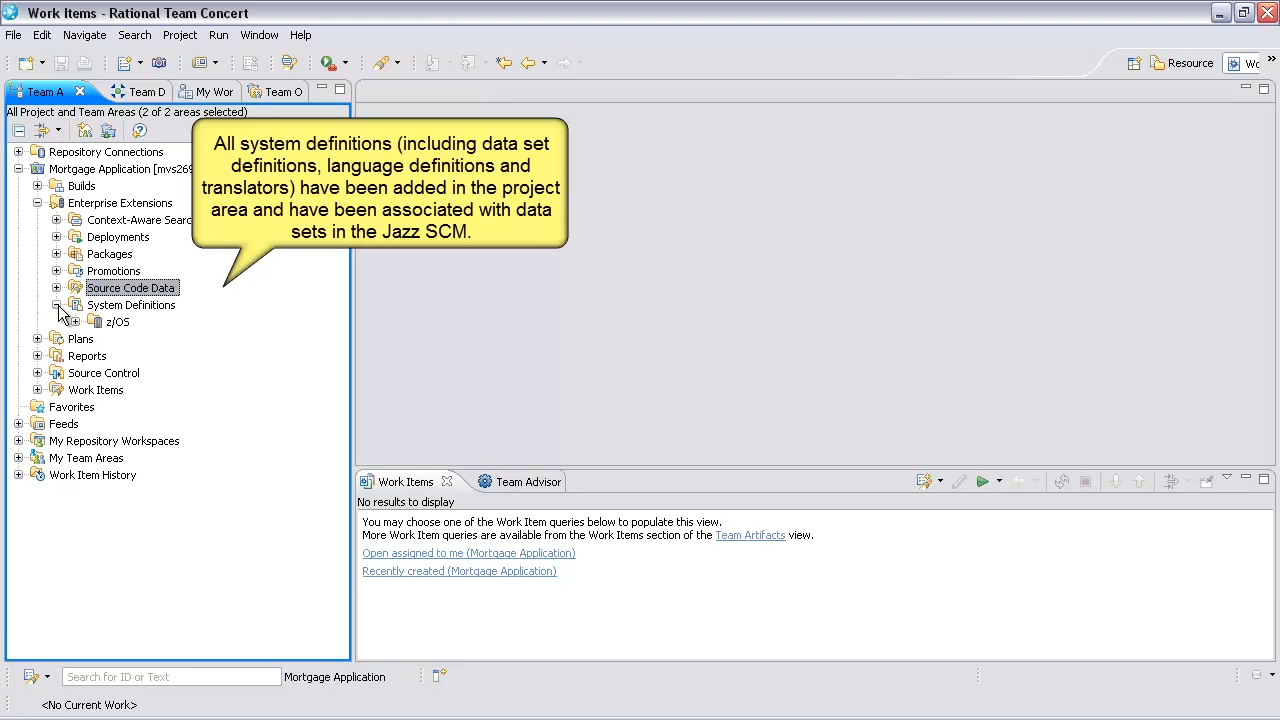 Work Items - Rational Team Concert
File Edit Navigate Search Project Run Window Help
Resource
Wo
Team A
Team D
My Wor
Team O
All Project and Team Areas (2 of 2 areas selected)
All system definitions (including data set
definitions, language definitions and
translators) have been added in the project
area and have been associated with data
sets in the Jazz SCM.
Repository Connections
Mortgage Application [mvs269
Builds
Enterprise Extensions
Context-Aware Searc
Deployments
Packages
Promotions
Source Code Data
System Definitions
z/OS
Plans
Reports
Source Control
Work Items
Favorites
Feeds
My Repository Workspaces
My Team Areas
Work Item History
Work Items
Team Advisor
No results to display
You may choose one of the Work Item queries below to populate this view.
More Work Item queries are available from the Work Items section of the Team Artifacts view.
Open assigned to me (Mortgage Application)
Recently created (Mortgage Application)
Search for ID or Text
Mortgage Application
<No Current Work>